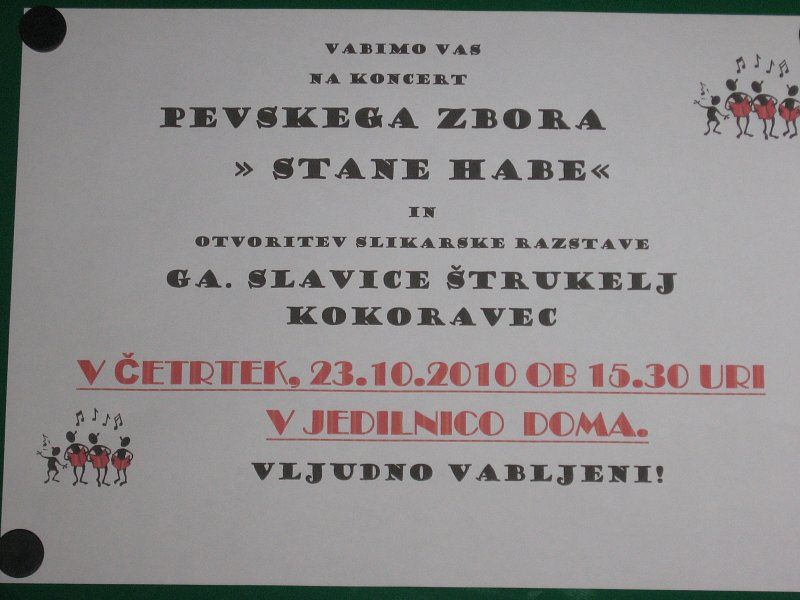 VABIMO VAS
NA KONCERT
PEVSKEGA ZBORA
» STANE HABE«
IN
OTVORITEV SLIKARSKE RAZSTAVE
GA. SLAVICE ŠTRUKELJ
KOKORAVEC
V ČETRTEK, 23.10.2010 OB 15.30 URI
V JEDILNICO DOMA.
VLJUDNO VABLJENI!